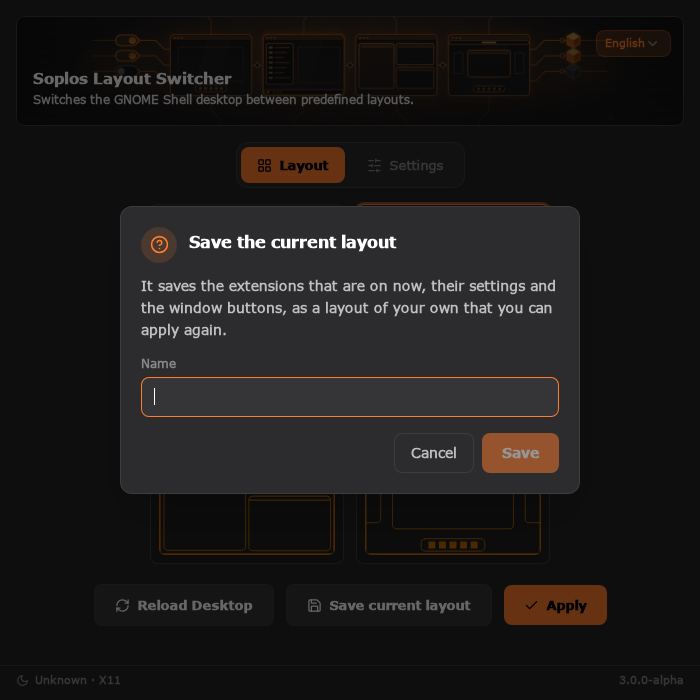 English
Soplos Layout Switcher
Switches the GNOME Shell desktop between predefined layouts.
Layout
Settings
Save the current layout
It saves the extensions that are on now, their settings and
the window buttons, as a layout of your own that you can
apply again.
Name
Cancel
Save
Reload Desktop
Save current layout
Apply
Unknown · X11
3.0.0-alpha